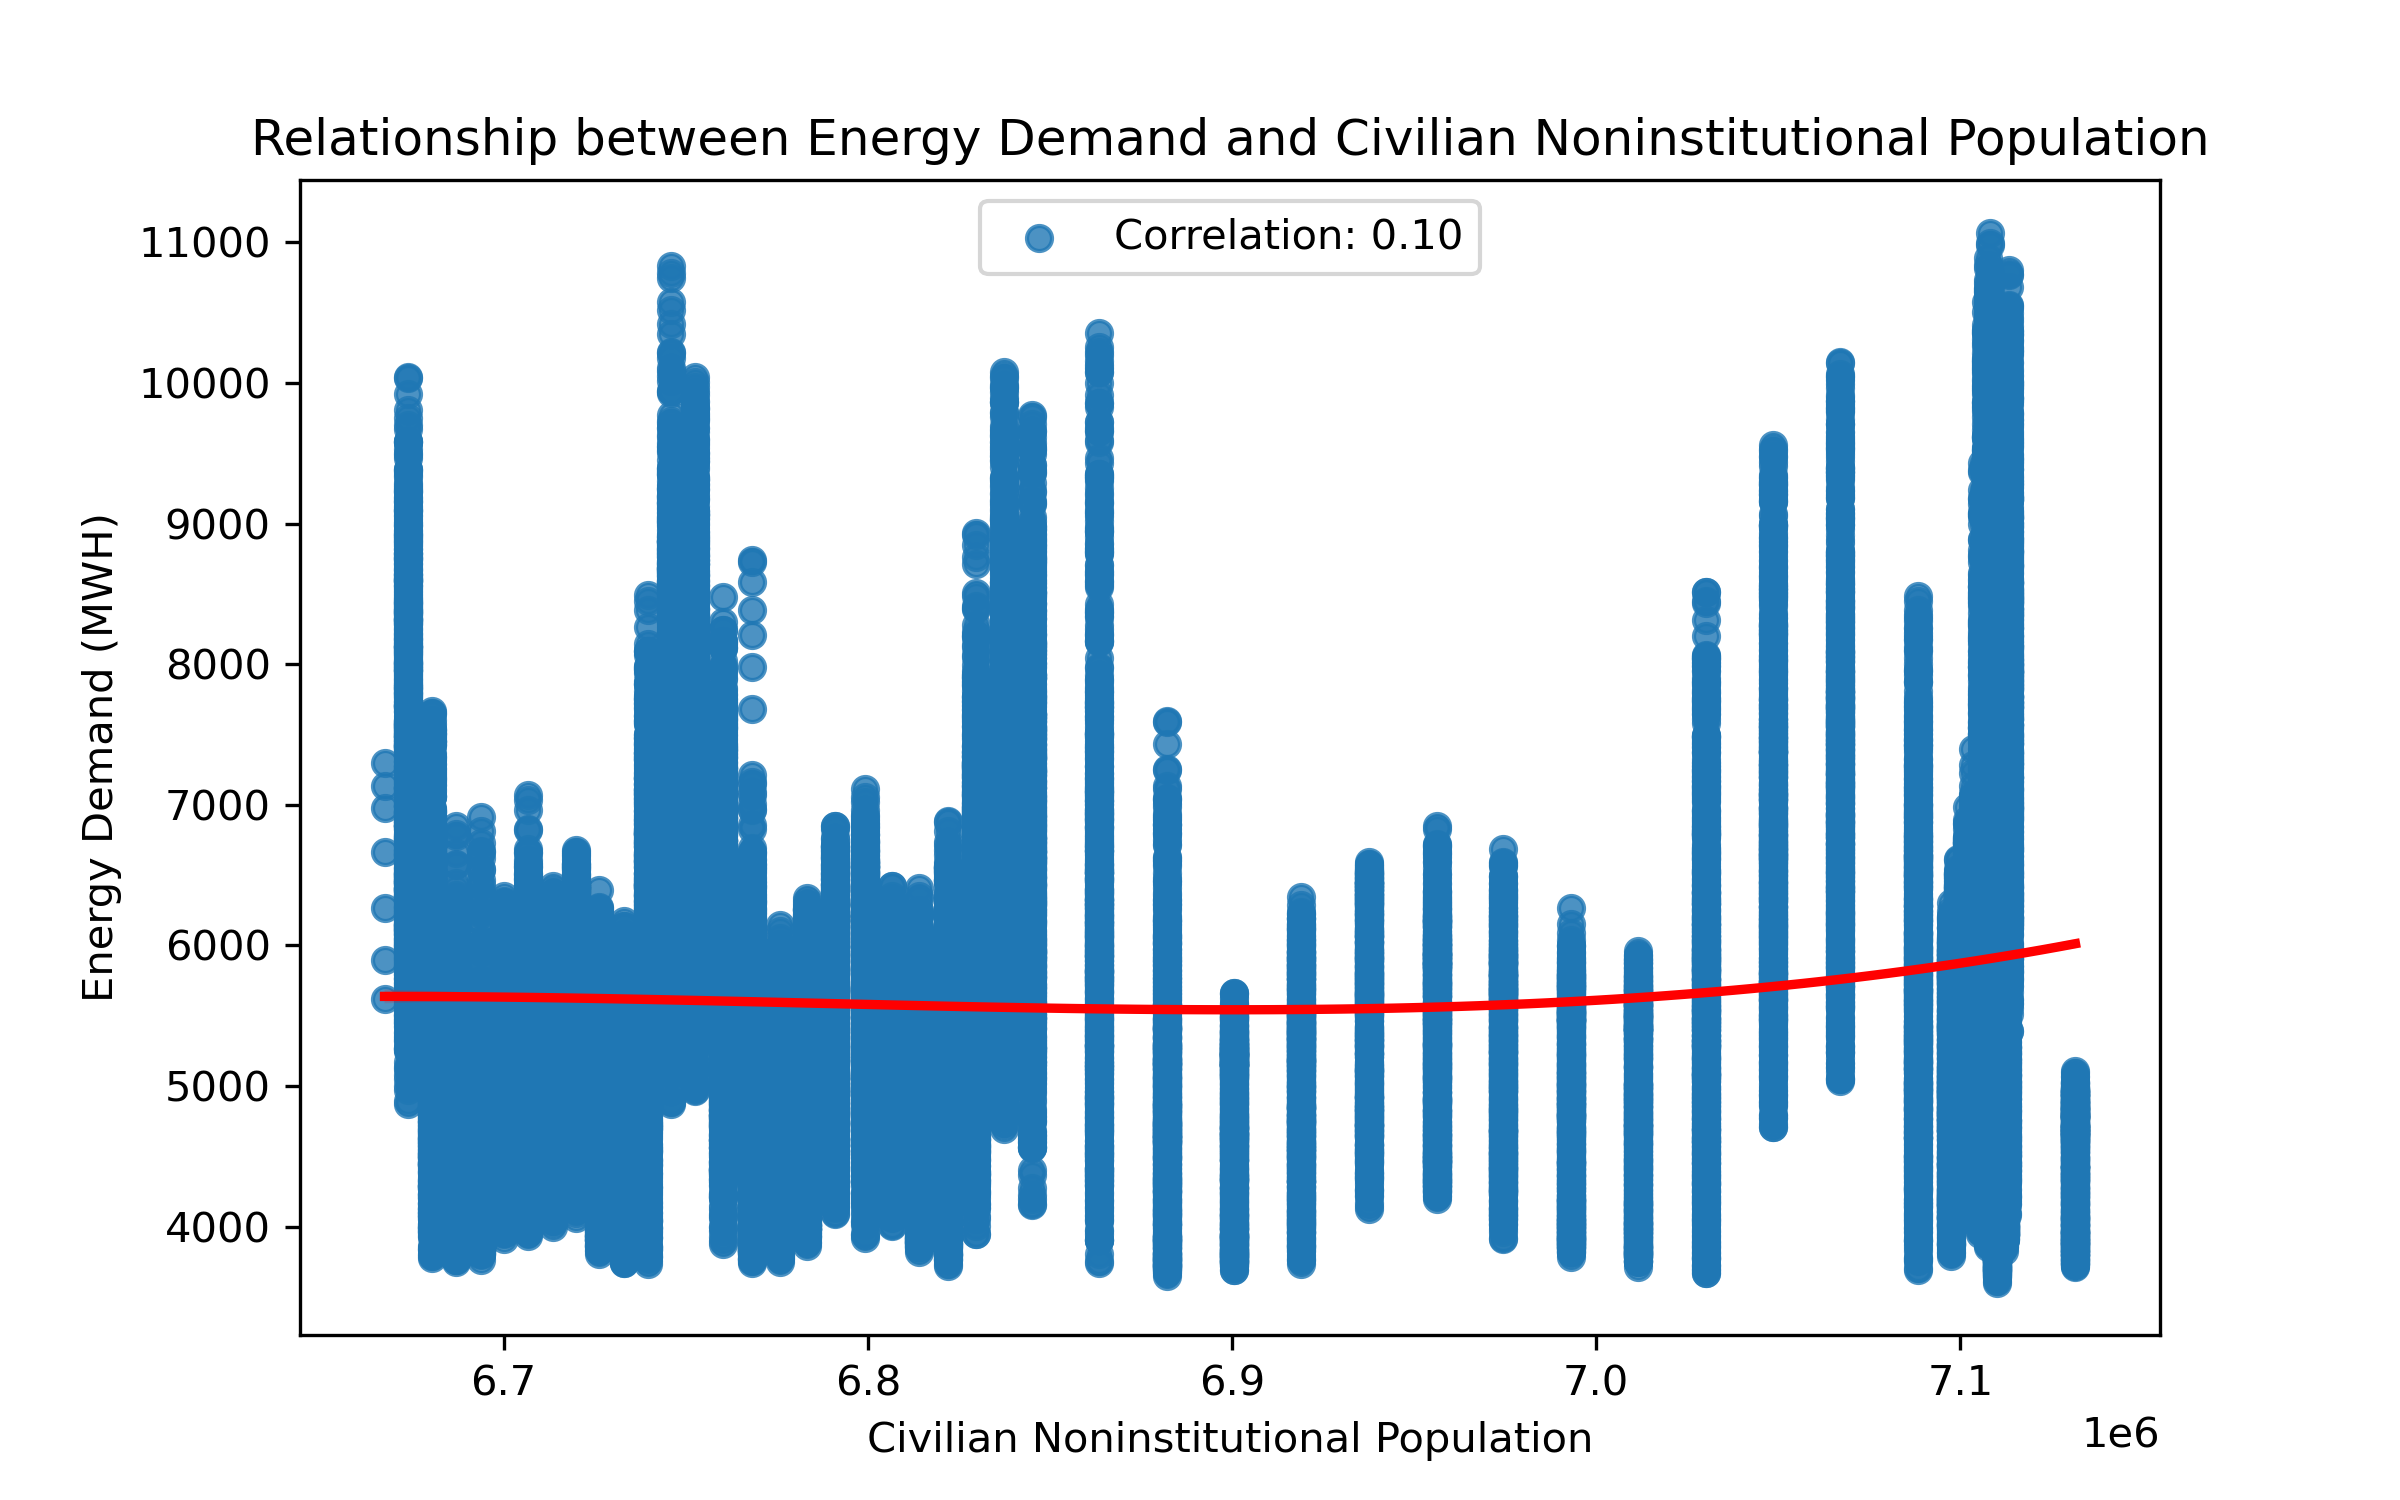 Relationship between Energy Demand and Civilian Noninstitutional Population
Correlation: 0.10
11000
10000
9000
8000
7000
6000
5000
4000
Energy Demand (MWH)
6.7 6.8 6.9 7.0 7.1
1e6
Civilian Noninstitutional Population